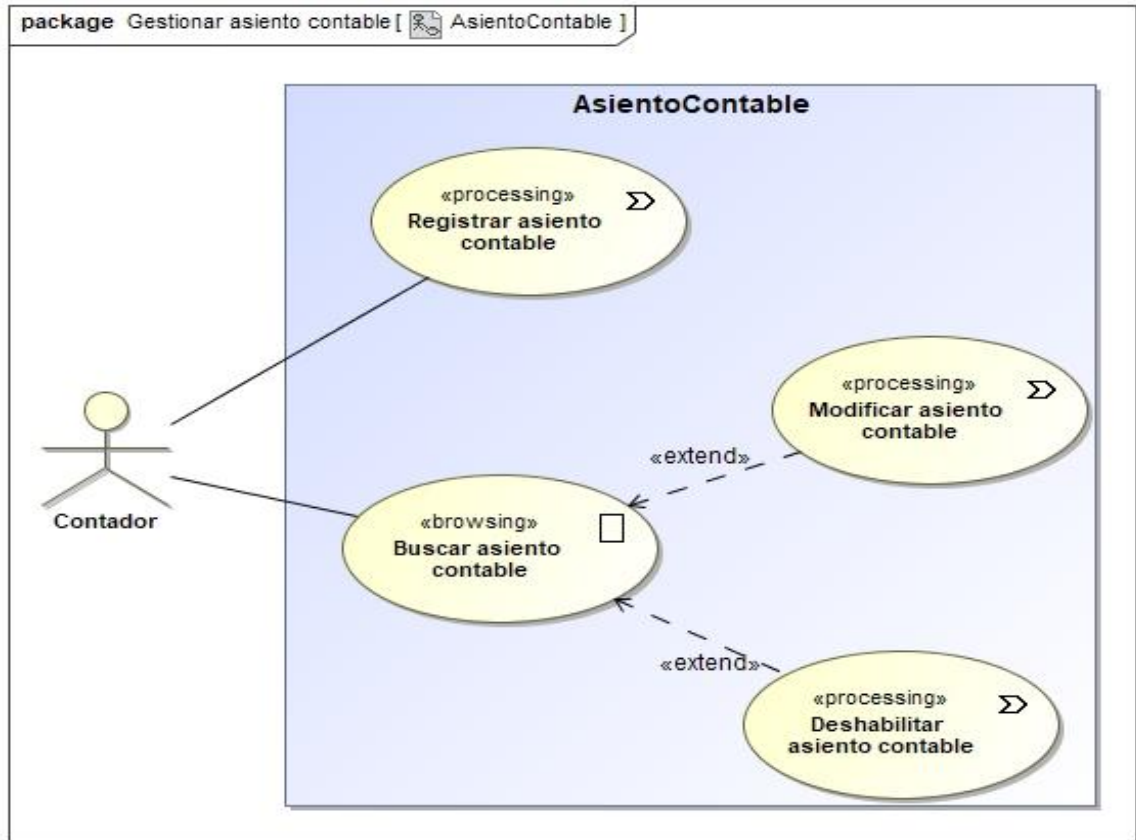 package Gestionar asiento contable [ AsientoContable ]
AsientoContable
«processing»
Registrar asiento
contable
«processing»
Modificar asiento
contable
«extend»
Contador
«browsing»
Buscar asiento
contable
«extend»
«processing»
Deshabilitar
asiento contable